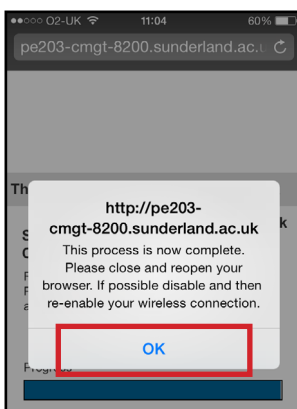 O2-UK 11:04 60%
pe203-cmgt-8200.sunderland.ac.u
Th
http://pe203-
cmgt-8200.sunderland.ac.uk
k
This process is now complete.
Please close and reopen your
browser. If possible disable and then
re-enable your wireless connection.
OK
Progress